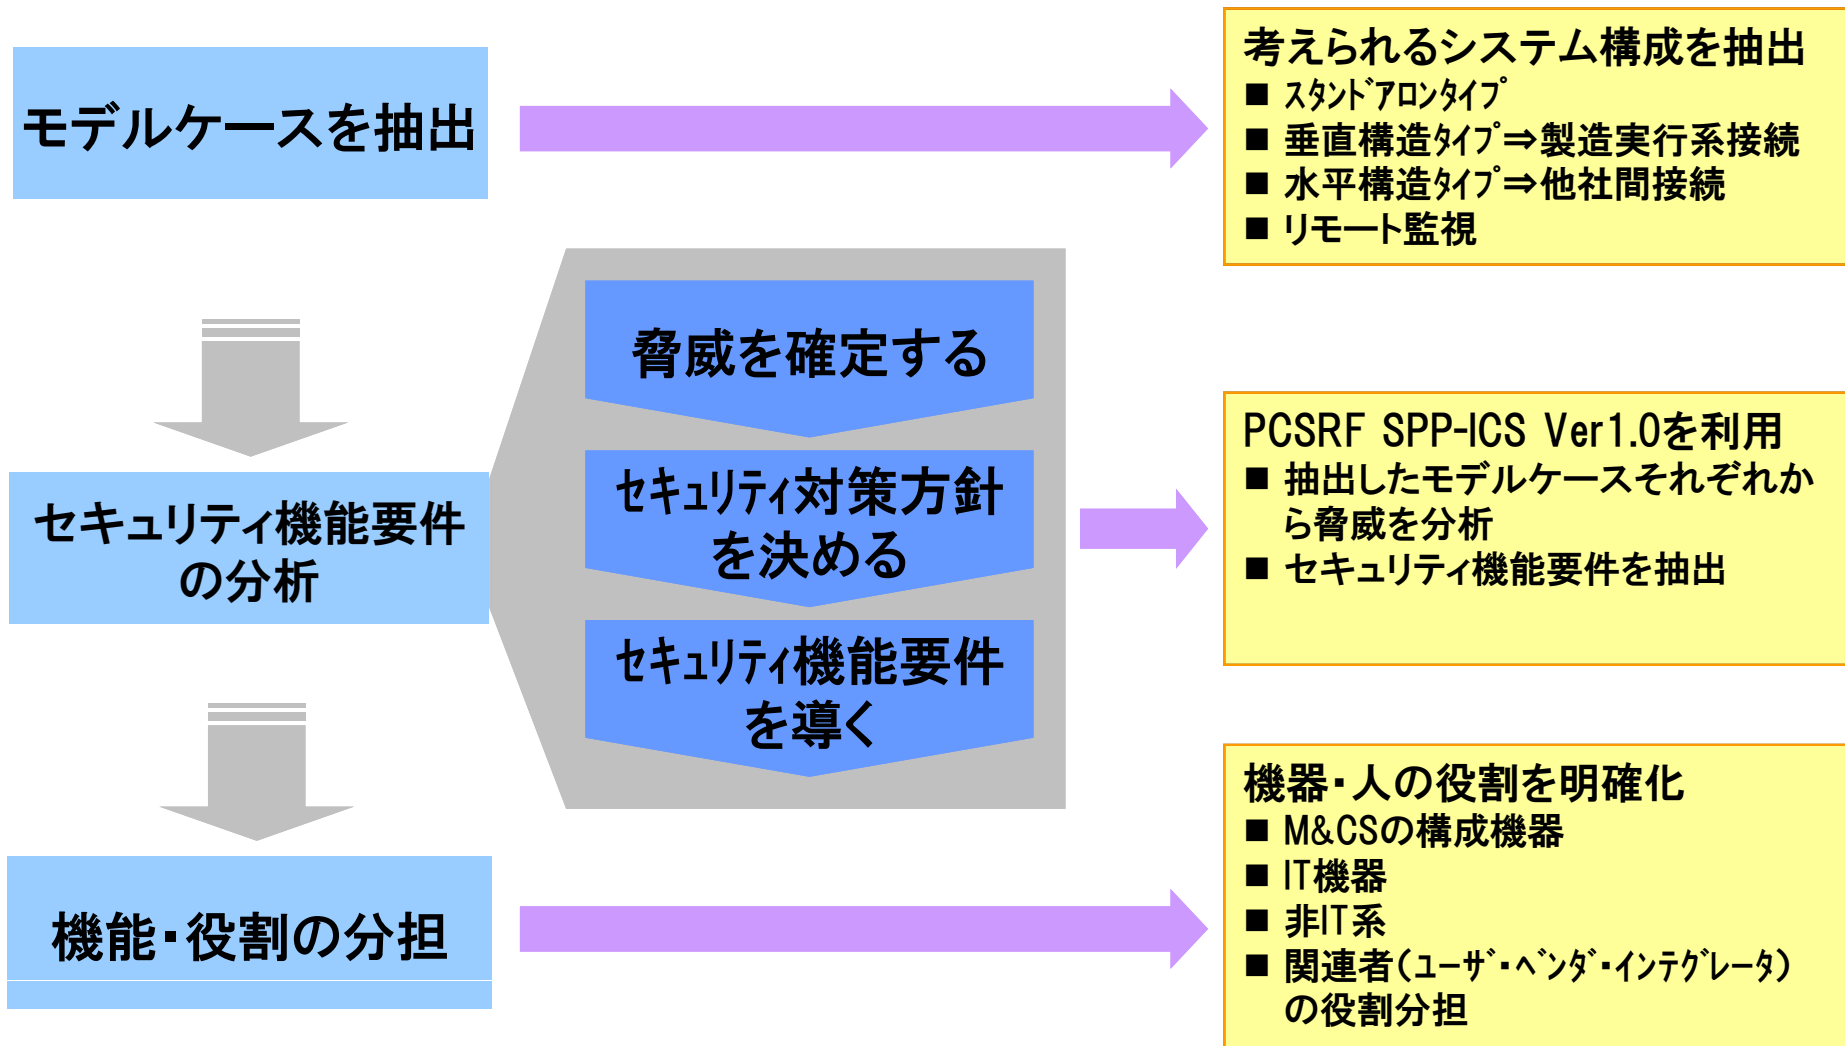 モデルケースを抽出
考えられるシステム構成を抽出
■ ｽﾀﾝﾄﾞｱﾛﾝﾀｲﾌﾟ
■ 垂直構造ﾀｲﾌﾟ⇒製造実行系接続
■ 水平構造ﾀｲﾌﾟ⇒他社間接続
■ リモート監視
セキュリティ機能要件
の分析
脅威を確定する
ｾｷｭﾘﾃｨ対策方針
を決める
ｾｷｭﾘﾃｨ機能要件
を導く
PCSRF SPP-ICS Ver1.0を利用
■ 抽出したモデルケースそれぞれか
ら脅威を分析
■ セキュリティ機能要件を抽出
機能・役割の分担
機器・人の役割を明確化
■ M&CSの構成機器
■ IT機器
■ 非IT系
■ 関連者（ﾕｰｻﾞ・ﾍﾞﾝﾀﾞ・ｲﾝﾃｸﾞﾚｰﾀ）
の役割分担